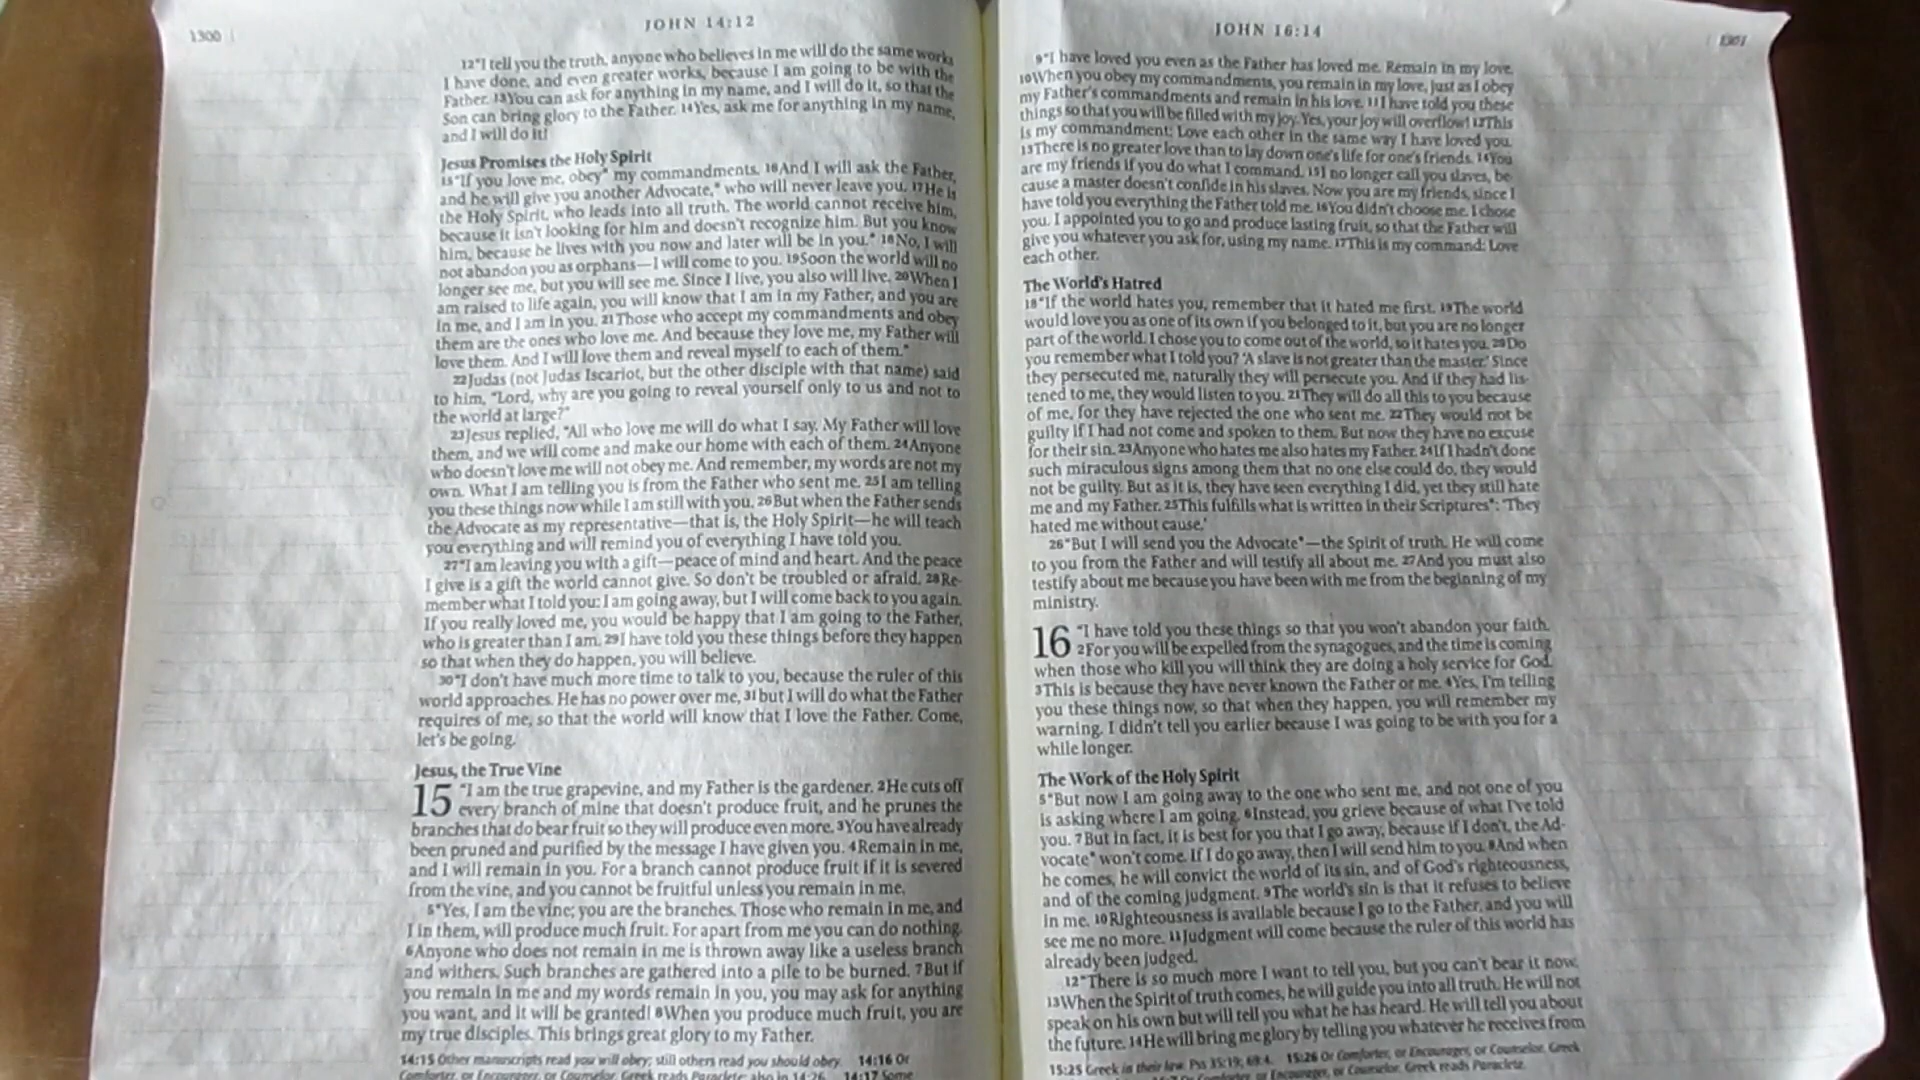 1300
JOHN 14:12
12"I tell you the truth, anyone who believes in me will do the same works
I have done, and even greater works, because I am going to be with the
Father. 13You can ask for anything in my name, and I will do it, so that the
Son can bring glory to the Father. 14Yes, ask me for anything in my name,
and I will do it!
Jesus Promises the Holy Spirit
15"If you love me, obey* my commandments. 16And I will ask the Father,
and he will give you another Advocate,* who will never leave you. 17He is
the Holy Spirit, who leads into all truth. The world cannot receive him,
because it isn't looking for him and doesn't recognize him. But you know
him, because he lives with you now and later will be in you.* 18No, I will
not abandon you as orphans—I will come to you. 19Soon the world will no
longer see me, but you will see me. Since I live, you also will live. 20When I
am raised to life again, you will know that I am in my Father, and you are
in me, and I am in you. 21Those who accept my commandments and obey
them are the ones who love me. And because they love me, my Father will
love them. And I will love them and reveal myself to each of them."
22Judas (not Judas Iscariot, but the other disciple with that name) said
to him, "Lord, why are you going to reveal yourself only to us and not to
the world at large?"
23Jesus replied, "All who love me will do what I say. My Father will love
them, and we will come and make our home with each of them. 24Anyone
who doesn't love me will not obey me. And remember, my words are not my
own. What I am telling you is from the Father who sent me. 25I am telling
you these things now while I am still with you. 26But when the Father sends
the Advocate as my representative—that is, the Holy Spirit—he will teach
you everything and will remind you of everything I have told you.
27"I am leaving you with a gift—peace of mind and heart. And the peace
I give is a gift the world cannot give. So don't be troubled or afraid. 28Re-
member what I told you: I am going away, but I will come back to you again.
If you really loved me, you would be happy that I am going to the Father,
who is greater than I am. 29I have told you these things before they happen
so that when they do happen, you will believe.
30"I don't have much more time to talk to you, because the ruler of this
world approaches. He has no power over me, 31but I will do what the Father
requires of me, so that the world will know that I love the Father. Come,
let's be going.
Jesus, the True Vine
15 "I am the true grapevine, and my Father is the gardener. 2He cuts off
every branch of mine that doesn't produce fruit, and he prunes the
branches that do bear fruit so they will produce even more. 3You have already
been pruned and purified by the message I have given you. 4Remain in me,
and I will remain in you. For a branch cannot produce fruit if it is severed
from the vine, and you cannot be fruitful unless you remain in me.
5"Yes, I am the vine; you are the branches. Those who remain in me, and
I in them, will produce much fruit. For apart from me you can do nothing.
6Anyone who does not remain in me is thrown away like a useless branch
and withers. Such branches are gathered into a pile to be burned. 7But if
you remain in me and my words remain in you, you may ask for anything
you want, and it will be granted! 8When you produce much fruit, you are
my true disciples. This brings great glory to my Father.
14:15 Other manuscripts read you will obey; still others read you should obey. 14:16 Or
Comforter, or Encourager, or Counselor. Greek reads Paraclete; also in 14:26. 14:17 Some
JOHN 16:14
1301
9"I have loved you even as the Father has loved me. Remain in my love.
10When you obey my commandments, you remain in my love, just as I obey
my Father's commandments and remain in his love. 11I have told you these
things so that you will be filled with my joy. Yes, your joy will overflow! 12This
is my commandment: Love each other in the same way I have loved you.
13There is no greater love than to lay down one's life for one's friends. 14You
are my friends if you do what I command. 15I no longer call you slaves, be-
cause a master doesn't confide in his slaves. Now you are my friends, since I
have told you everything the Father told me. 16You didn't choose me. I chose
you. I appointed you to go and produce lasting fruit, so that the Father will
give you whatever you ask for, using my name. 17This is my command: Love
each other.
The World's Hatred
18"If the world hates you, remember that it hated me first. 19The world
would love you as one of its own if you belonged to it, but you are no longer
part of the world. I chose you to come out of the world, so it hates you. 20Do
you remember what I told you? 'A slave is not greater than the master.' Since
they persecuted me, naturally they will persecute you. And if they had lis-
tened to me, they would listen to you. 21They will do all this to you because
of me, for they have rejected the one who sent me. 22They would not be
guilty if I had not come and spoken to them. But now they have no excuse
for their sin. 23Anyone who hates me also hates my Father. 24If I hadn't done
such miraculous signs among them that no one else could do, they would
not be guilty. But as it is, they have seen everything I did, yet they still hate
me and my Father. 25This fulfills what is written in their Scriptures*: 'They
hated me without cause.'
26"But I will send you the Advocate*—the Spirit of truth. He will come
to you from the Father and will testify all about me. 27And you must also
testify about me because you have been with me from the beginning of my
ministry.
16 "I have told you these things so that you won't abandon your faith.
2For you will be expelled from the synagogues, and the time is coming
when those who kill you will think they are doing a holy service for God.
3This is because they have never known the Father or me. 4Yes, I'm telling
you these things now, so that when they happen, you will remember my
warning. I didn't tell you earlier because I was going to be with you for a
while longer.
The Work of the Holy Spirit
5"But now I am going away to the one who sent me, and not one of you
is asking where I am going. 6Instead, you grieve because of what I've told
you. 7But in fact, it is best for you that I go away, because if I don't, the Ad-
vocate* won't come. If I do go away, then I will send him to you. 8And when
he comes, he will convict the world of its sin, and of God's righteousness,
and of the coming judgment. 9The world's sin is that it refuses to believe
in me. 10Righteousness is available because I go to the Father, and you will
see me no more. 11Judgment will come because the ruler of this world has
already been judged.
12"There is so much more I want to tell you, but you can't bear it now.
13When the Spirit of truth comes, he will guide you into all truth. He will not
speak on his own but will tell you what he has heard. He will tell you about
the future. 14He will bring me glory by telling you whatever he receives from
15:25 Greek in their law. Pss 35:19; 69:4. 15:26 Or Comforter, or Encourager, or Counselor. Greek
Comforter, or Encourager, or Counselor. Greek reads Paraclete.